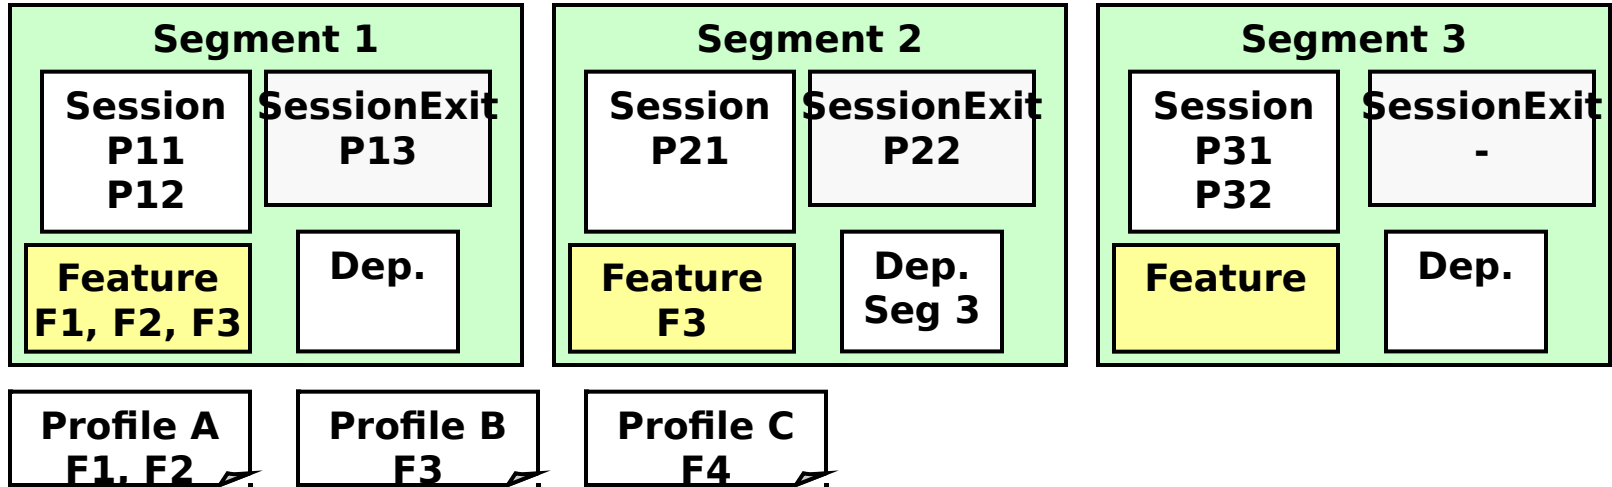 Segment 1
Session
P11
P12
SessionExit
P13
Feature
F1, F2, F3
Dep.
Segment 2
Session
P21
SessionExit
P22
Feature
F3
Dep.
Seg 3
Segment 3
Session
P31
P32
SessionExit
-
Feature
Dep.
Profile A
F1, F2
Profile B
F3
Profile C
F4